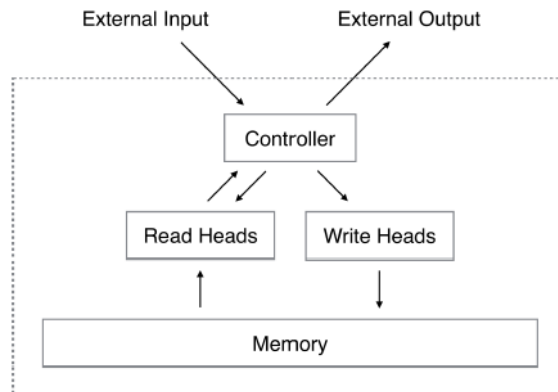 External Input External Output
Controller
Read Heads Write Heads
Memory